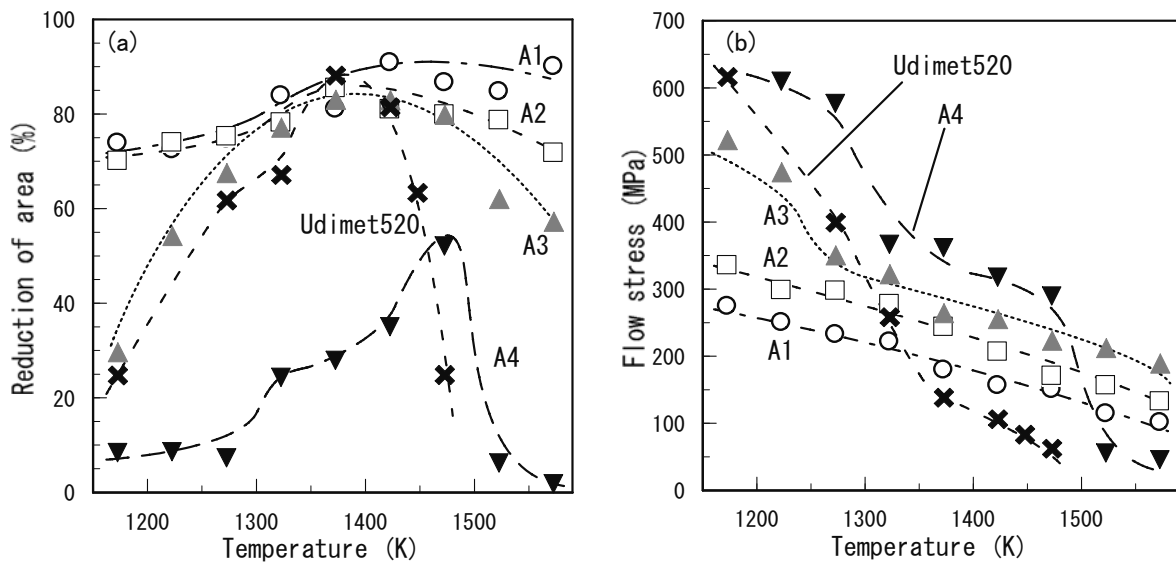 (a)
A1
A2
Udimet520
A3
A4
100
80
60
40
20
0
1200
1300
1400
1500
Reduction of area (%)
Temperature (K)
(b)
Udimet520
A4
A3
A2
A1
700
600
500
400
300
200
100
0
1200
1300
1400
1500
Flow stress (MPa)
Temperature (K)